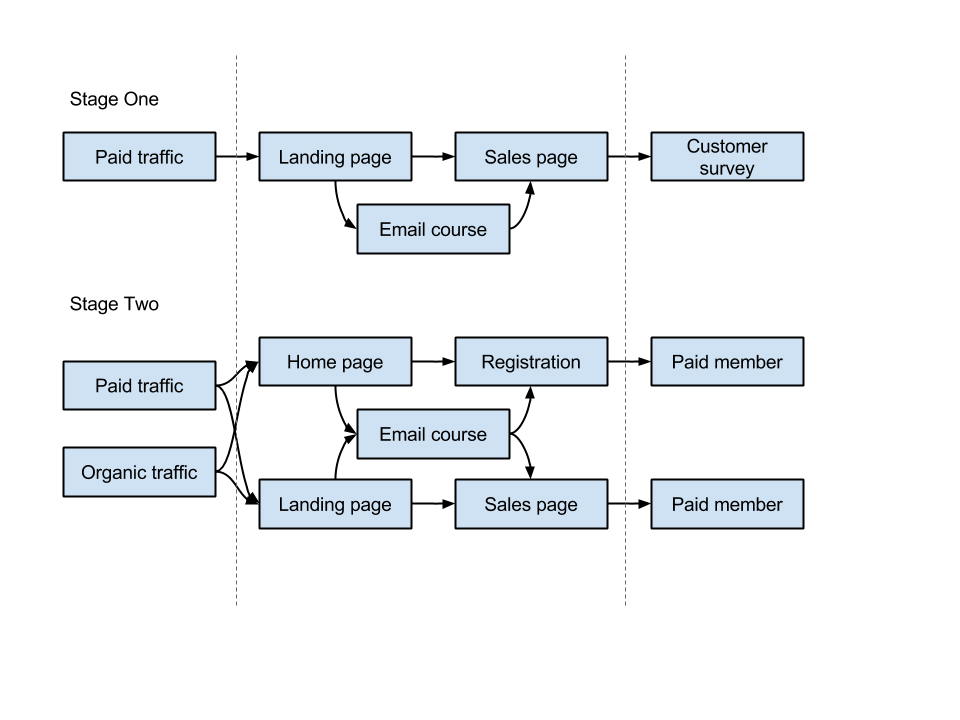 Stage One
Paid traffic
Landing page
Sales page
Customer
survey
Email course
Stage Two
Home page
Registration
Paid member
Paid traffic
Email course
Organic traffic
Landing page
Sales page
Paid member